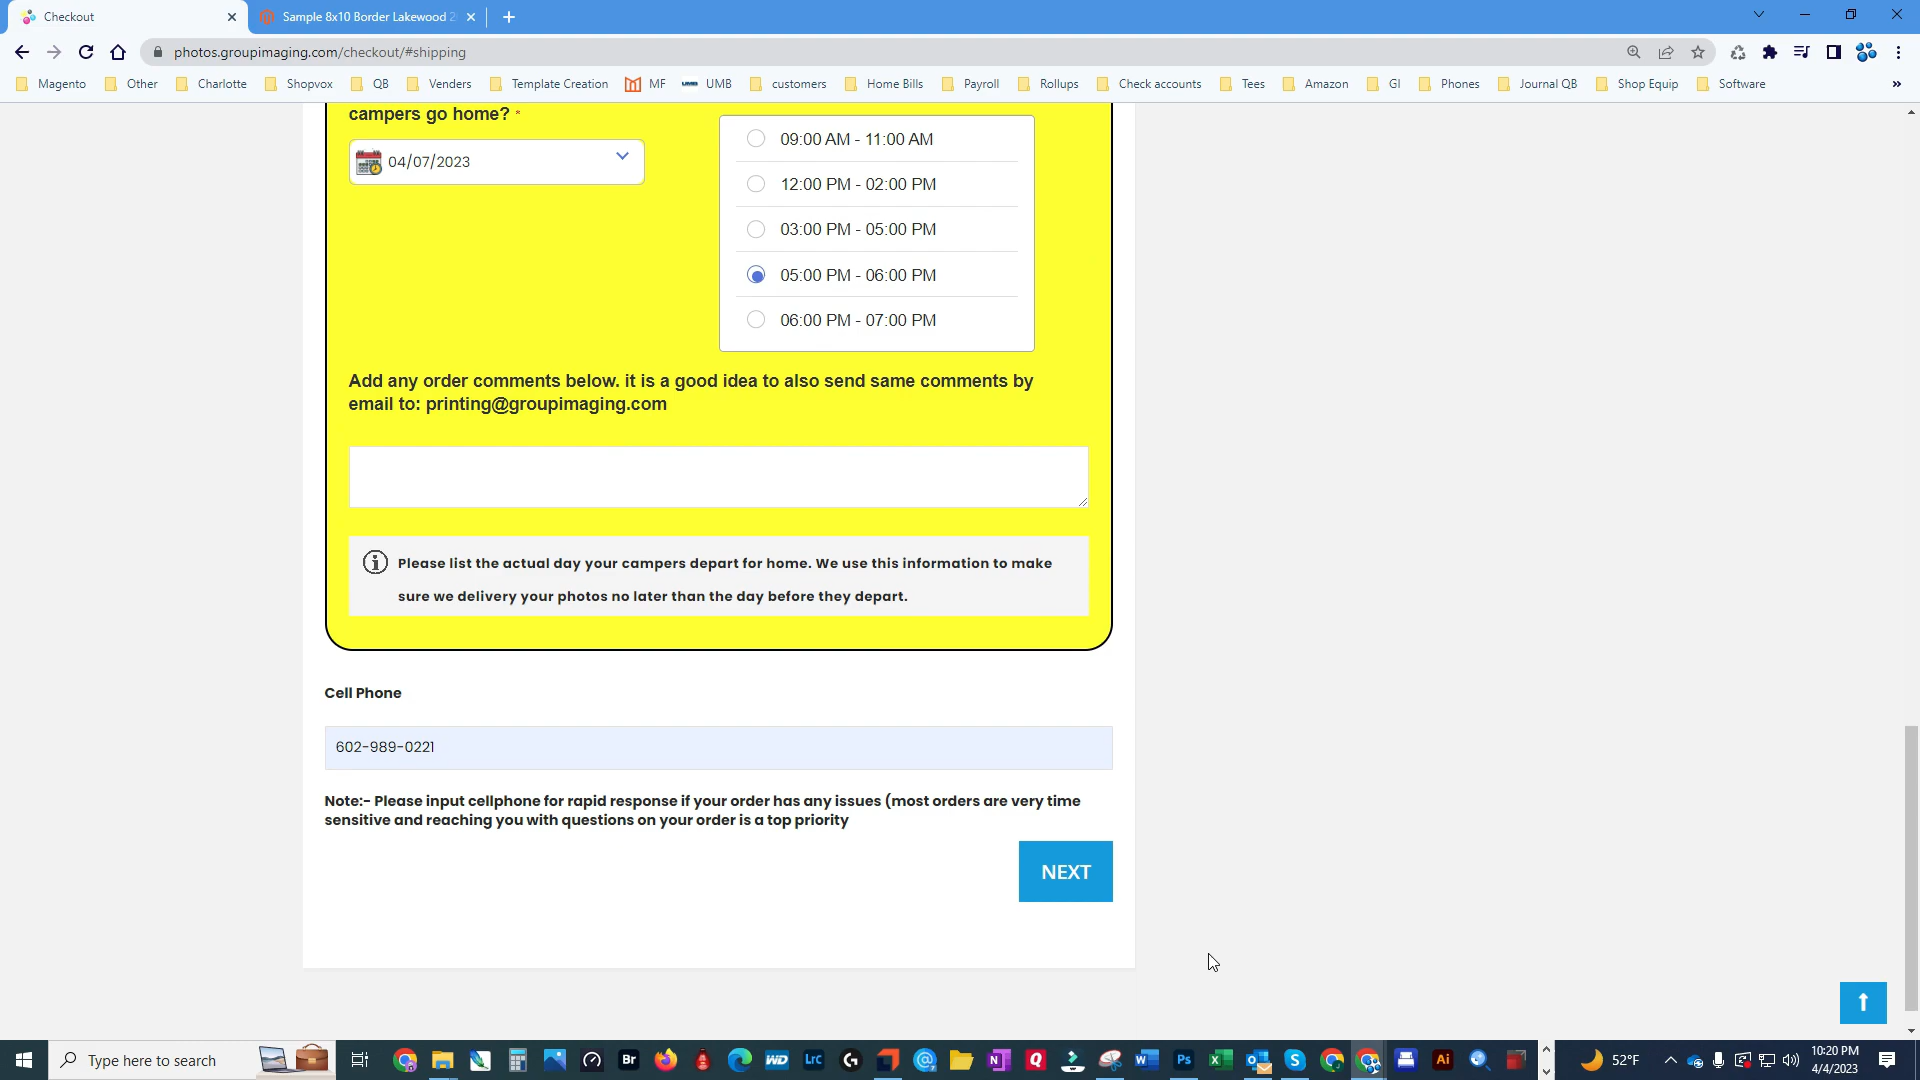 Checkout
Sample 8x10 Border Lakewood 2
photos.groupimaging.com/checkout/#shipping
Magento Other Charlotte Shopvox QB Venders Template Creation MF UMB customers Home Bills Payroll Rollups Check accounts Tees Amazon GI Phones Journal QB Shop Equip Software »
campers go home? *
04/07/2023
09:00 AM - 11:00 AM
12:00 PM - 02:00 PM
03:00 PM - 05:00 PM
05:00 PM - 06:00 PM
06:00 PM - 07:00 PM
Add any order comments below. it is a good idea to also send same comments by
email to: printing@groupimaging.com
Please list the actual day your campers depart for home. We use this information to make
sure we delivery your photos no later than the day before they depart.
Cell Phone
602-989-0221
Note:- Please input cellphone for rapid response if your order has any issues (most orders are very time
sensitive and reaching you with questions on your order is a top priority
NEXT
Type here to search
Br
WD
Lrc
Ps
Ai
52°F
10:20 PM
4/4/2023